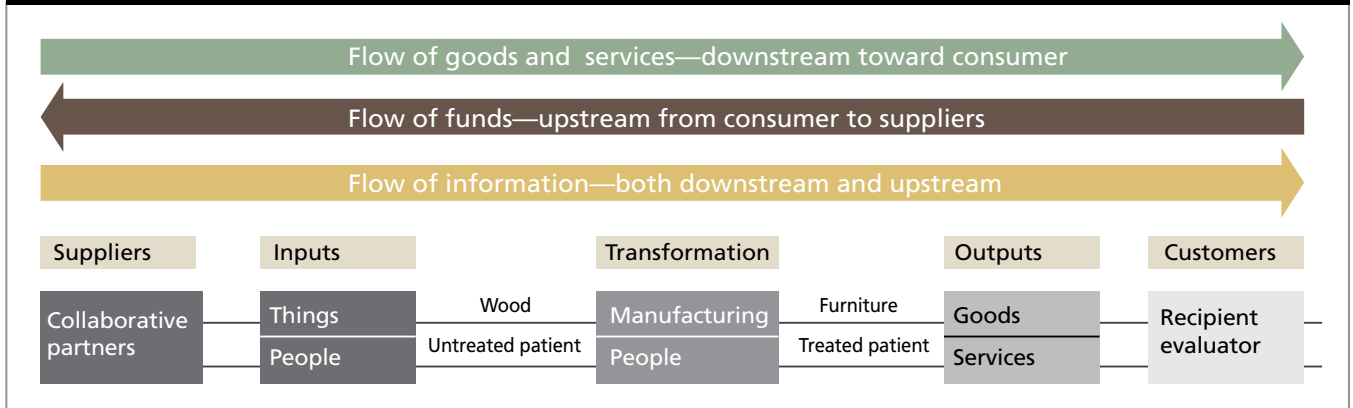 Flow of goods and services—downstream toward consumer
Flow of funds—upstream from consumer to suppliers
Flow of information—both downstream and upstream
Suppliers
Inputs
Transformation
Outputs
Customers
Collaborative
partners
Things
People
Wood
Untreated patient
Manufacturing
People
Furniture
Treated patient
Goods
Services
Recipient
evaluator